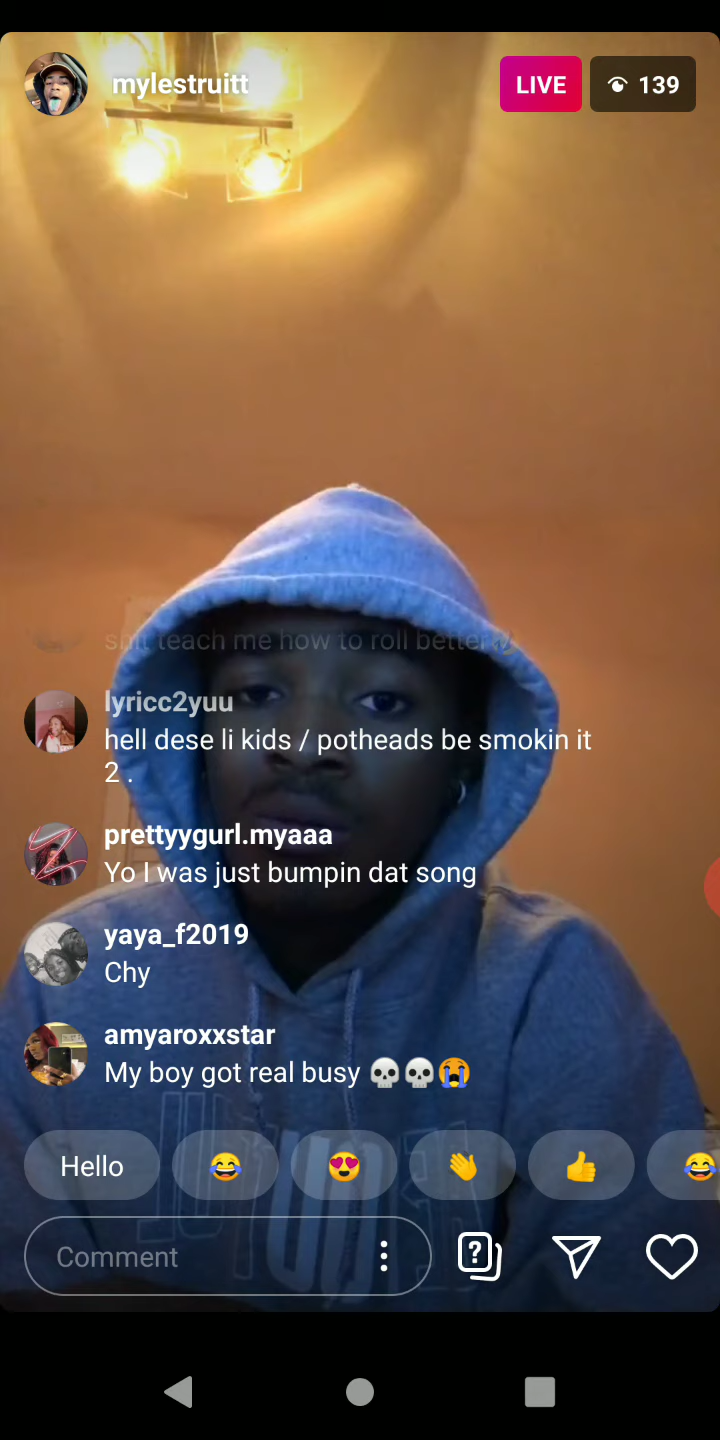 mylestruitt
LIVE
139
shit teach me how to roll better
lyricc2yuu
hell dese li kids / potheads be smokin it
2 .
prettyygurl.myaaa
Yo I was just bumpin dat song
yaya_f2019
Chy
amyaroxxstar
My boy got real busy 💀💀😭
Hello
😂
😍
👋
👍
😂
Comment